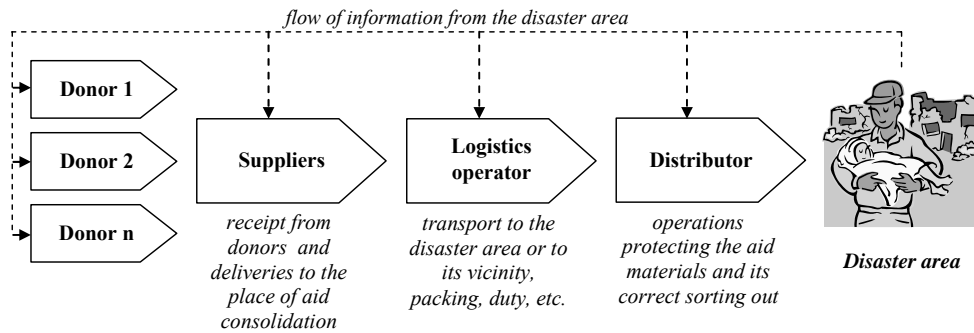 flow of information from the disaster area
Donor 1
Donor 2
Donor n
Suppliers
receipt from
donors and
deliveries to the
place of aid
consolidation
Logistics
operator
transport to the
disaster area or to
its vicinity,
packing, duty, etc.
Distributor
operations
protecting the aid
materials and its
correct sorting out
Disaster area